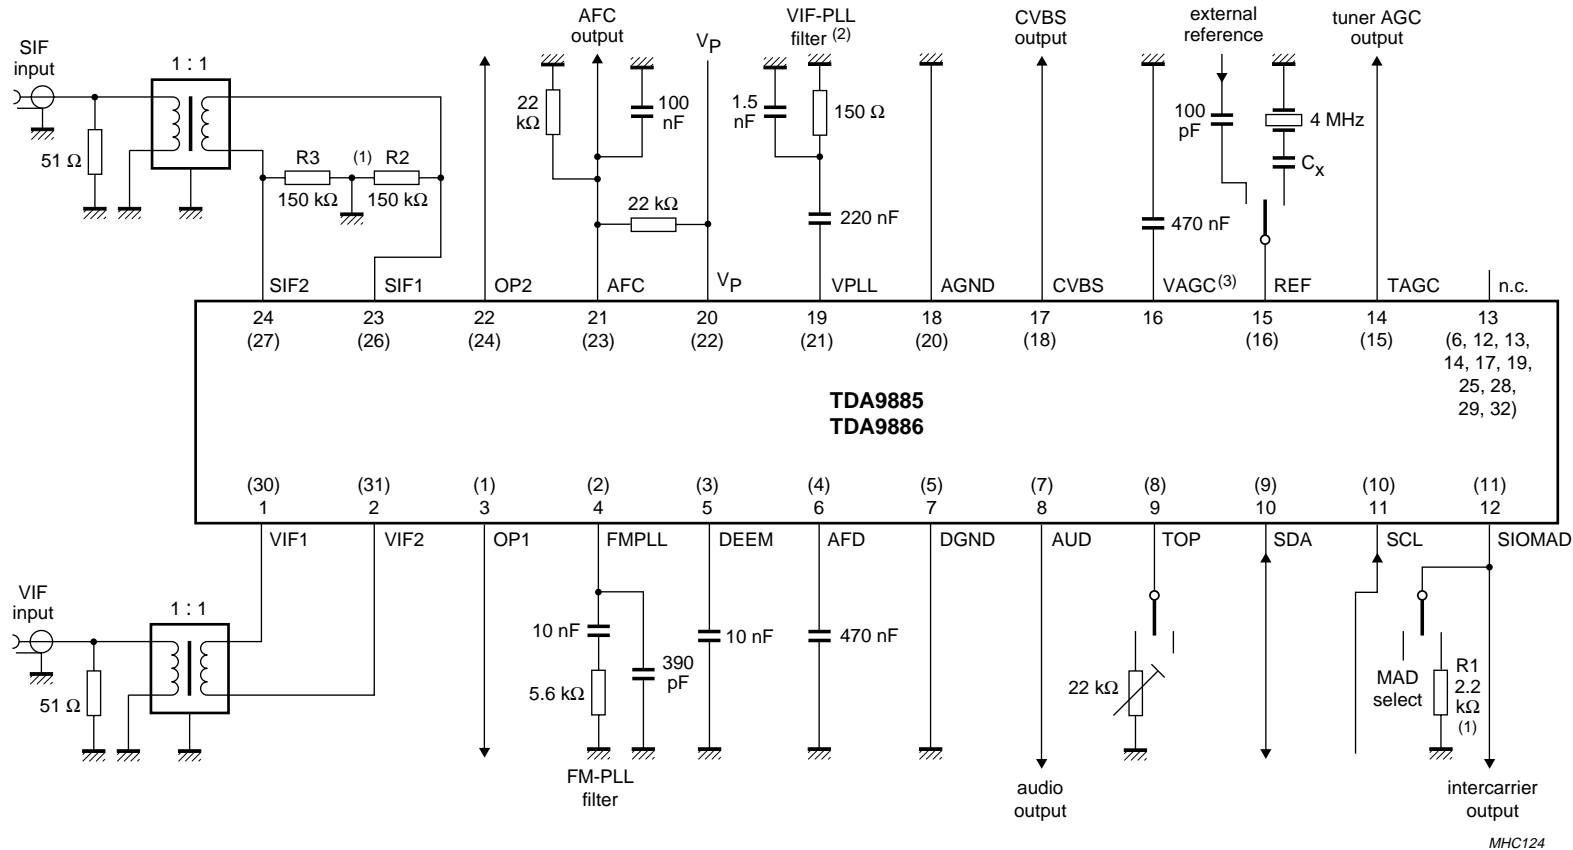 SIF
input
1 : 1
51 Ω
R3
(1)
R2
150 kΩ
150 kΩ
AFC
output
22
kΩ
100
nF
VP
22 kΩ
VIF-PLL
filter (2)
1.5
nF
150 Ω
220 nF
CVBS
output
external
reference
100
pF
4 MHz
CX
470 nF
tuner AGC
output
SIF2
SIF1
OP2
AFC
VP
VPLL
AGND
CVBS
VAGC(3)
REF
TAGC
n.c.
24
23
22
21
20
19
18
17
16
15
14
13
(27)
(26)
(24)
(23)
(22)
(21)
(20)
(18)
(16)
(15)
(6, 12, 13,
14, 17, 19,
25, 28,
29, 32)
TDA9885
TDA9886
(30)
(31)
(1)
(2)
(3)
(4)
(5)
(7)
(8)
(9)
(10)
(11)
1
2
3
4
5
6
7
8
9
10
11
12
VIF1
VIF2
OP1
FMPLL
DEEM
AFD
DGND
AUD
TOP
SDA
SCL
SIOMAD
VIF
input
1 : 1
51 Ω
10 nF
5.6 kΩ
390
pF
FM-PLL
filter
10 nF
470 nF
audio
output
22 kΩ
MAD
select
R1
2.2
kΩ
(1)
intercarrier
output
MHC124